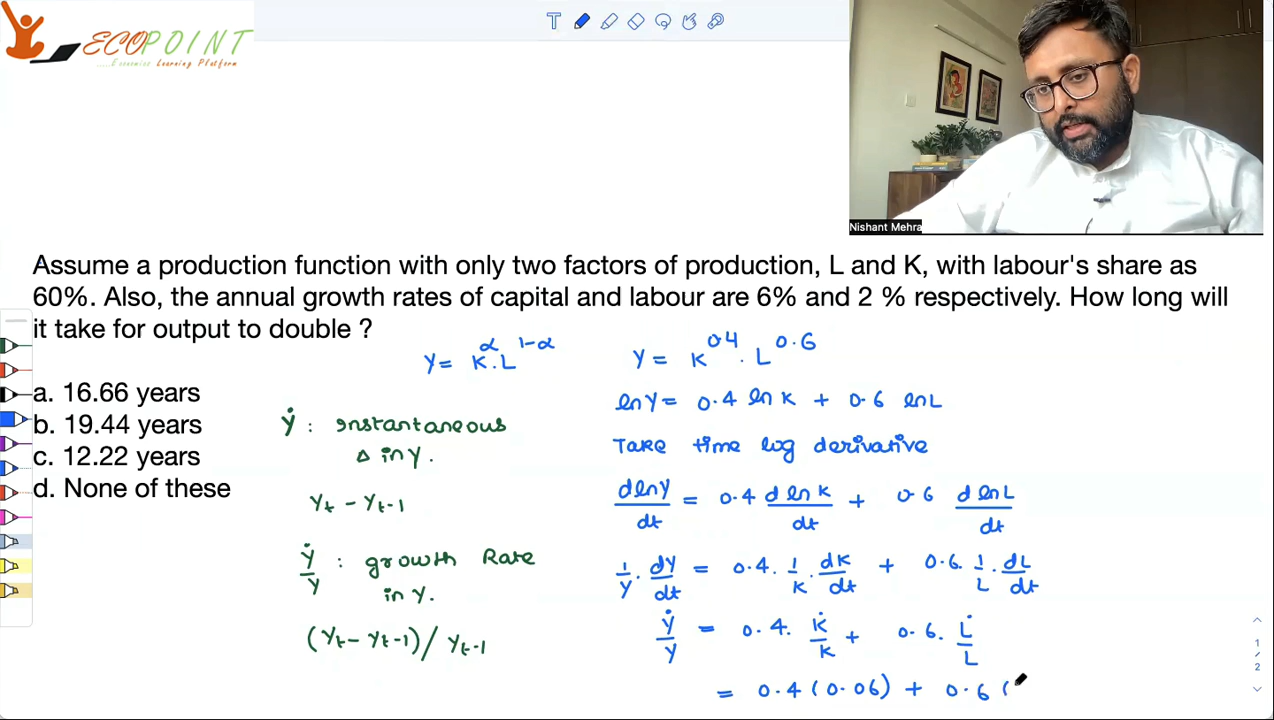 ECOPOINT
.....Economics Learning Platform
Nishant Mehra
Assume a production function with only two factors of production, L and K, with labour's share as
60%. Also, the annual growth rates of capital and labour are 6% and 2 % respectively. How long will
it take for output to double ?
Y = K^α . L^1-α
Y = K^0.4 . L^0.6
a. 16.66 years
b. 19.44 years
c. 12.22 years
d. None of these
Ẏ : instantaneous
Δ in Y.
Yt - Yt-1
Ẏ/Y : growth Rate
in Y.
(Yt - Yt-1) / Yt-1
ln Y = 0.4 ln K + 0.6 ln L
Take time log derivative
d ln Y/dt = 0.4 d ln K/dt + 0.6 d ln L/dt
1/Y . dY/dt = 0.4 . 1/K . dK/dt + 0.6 . 1/L . dL/dt
Ẏ/Y = 0.4 . K̇/K + 0.6 . L̇/L
= 0.4 (0.06) + 0.6 (
1
/
2